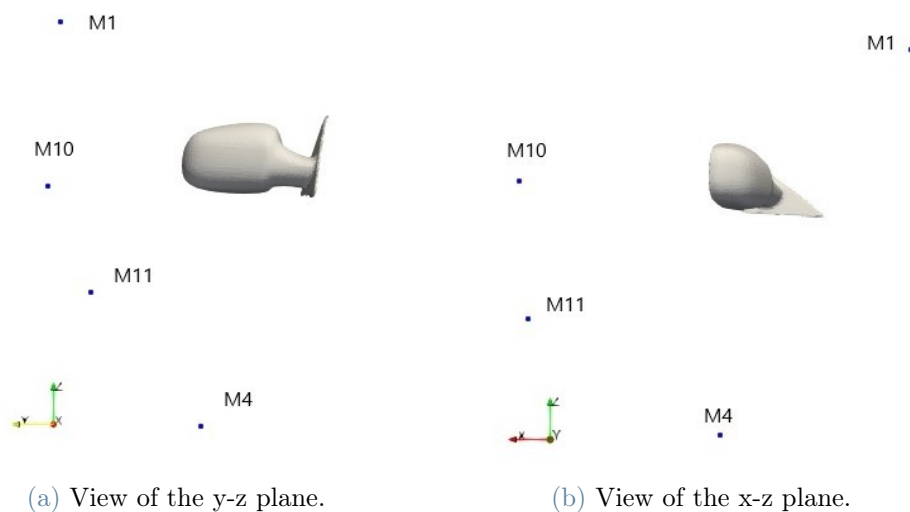 M1
M10
M11
M4
Z
Y
X
(a) View of the y-z plane.
M1
M10
M11
M4
Z
X
Y
(b) View of the x-z plane.